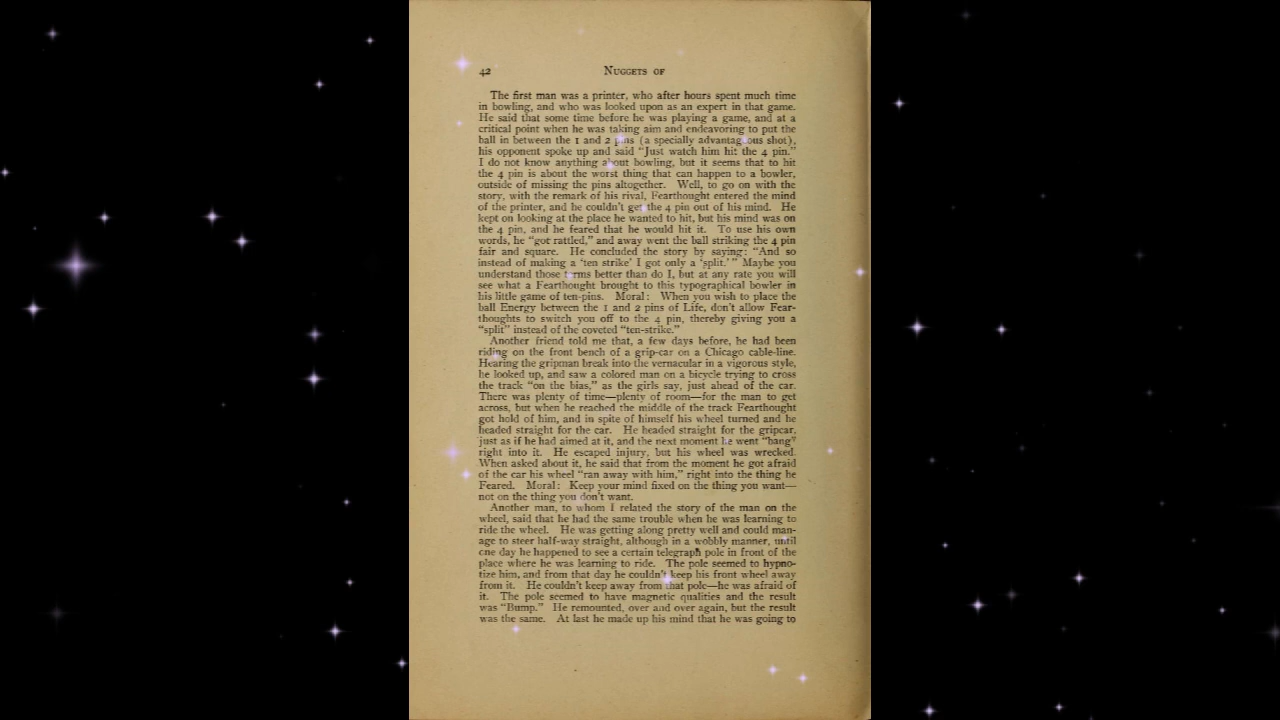 42 NUGGETS OF
The first man was a printer, who after hours spent much time
in bowling, and who was looked upon as an expert in that game.
He said that some time before he was playing a game, and at a
critical point when he was taking aim and endeavoring to put the
ball in between the 1 and 2 pins (a specially advantageous shot),
his opponent spoke up and said "Just watch him hit the 4 pin."
I do not know anything about bowling, but it seems that to hit
the 4 pin is about the worst thing that can happen to a bowler,
outside of missing the pins altogether. Well, to go on with the
story, with the remark of his rival, Fearthought entered the mind
of the printer, and he couldn't get the 4 pin out of his mind. He
kept on looking at the place he wanted to hit, but his mind was on
the 4 pin, and he feared that he would hit it. To use his own
words, he "got rattled," and away went the ball striking the 4 pin
fair and square. He concluded the story by saying: "And so
instead of making a 'ten strike' I got only a 'split.'" Maybe you
understand those terms better than do I, but at any rate you will
see what a Fearthought brought to this typographical bowler in
his little game of ten-pins. Moral: When you wish to place the
ball Energy between the 1 and 2 pins of Life, don't allow Fear-
thoughts to switch you off to the 4 pin, thereby giving you a
"split" instead of the coveted "ten-strike."
Another friend told me that, a few days before, he had been
riding on the front bench of a grip-car on a Chicago cable-line.
Hearing the gripman break into the vernacular in a vigorous style,
he looked up, and saw a colored man on a bicycle trying to cross
the track "on the bias," as the girls say, just ahead of the car.
There was plenty of time—plenty of room—for the man to get
across, but when he reached the middle of the track Fearthought
got hold of him, and in spite of himself his wheel turned and he
headed straight for the car. He headed straight for the gripcar,
just as if he had aimed at it, and the next moment he went "bang"
right into it. He escaped injury, but his wheel was wrecked.
When asked about it, he said that from the moment he got afraid
of the car his wheel "ran away with him," right into the thing he
Feared. Moral: Keep your mind fixed on the thing you want—
not on the thing you don't want.
Another man, to whom I related the story of the man on the
wheel, said that he had the same trouble when he was learning to
ride the wheel. He was getting along pretty well and could man-
age to steer half-way straight, although in a wobbly manner, until
one day he happened to see a certain telegraph pole in front of the
place where he was learning to ride. The pole seemed to hypno-
tize him, and from that day he couldn't keep his front wheel away
from it. He couldn't keep away from that pole—he was afraid of
it. The pole seemed to have magnetic qualities and the result
was "Bump." He remounted, over and over again, but the result
was the same. At last he made up his mind that he was going to